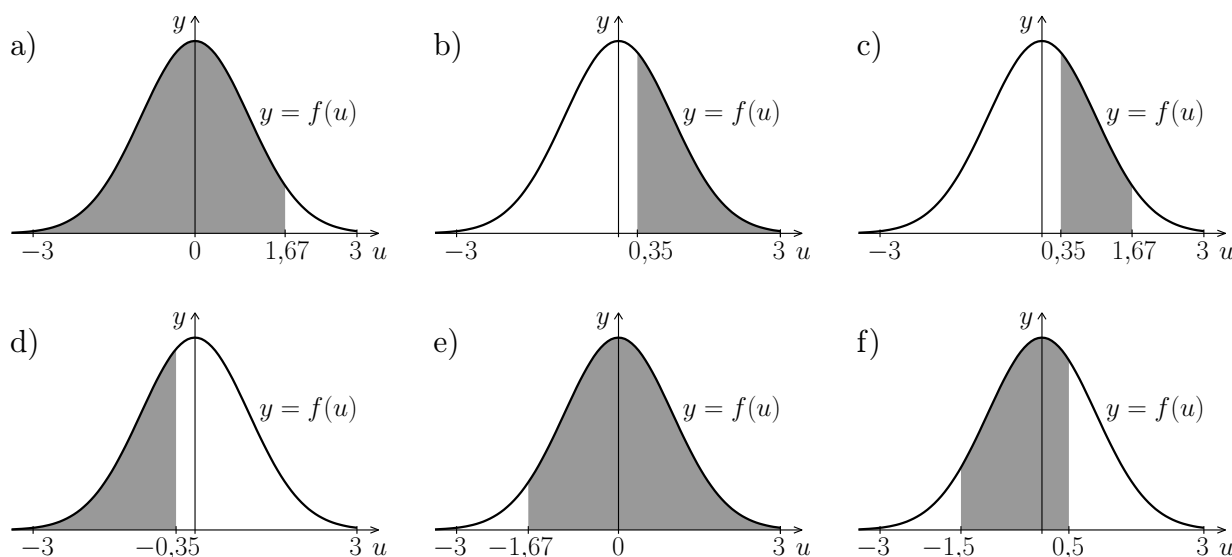 a)
y
y = f(u)
−3 0 1,67 3 u
b)
y
y = f(u)
−3 0,35 3 u
c)
y
y = f(u)
−3 0,35 1,67 3 u
d)
y
y = f(u)
−3 −0,35 3 u
e)
y
y = f(u)
−3 −1,67 0 3 u
f)
y
y = f(u)
−3 −1,5 0,5 3 u